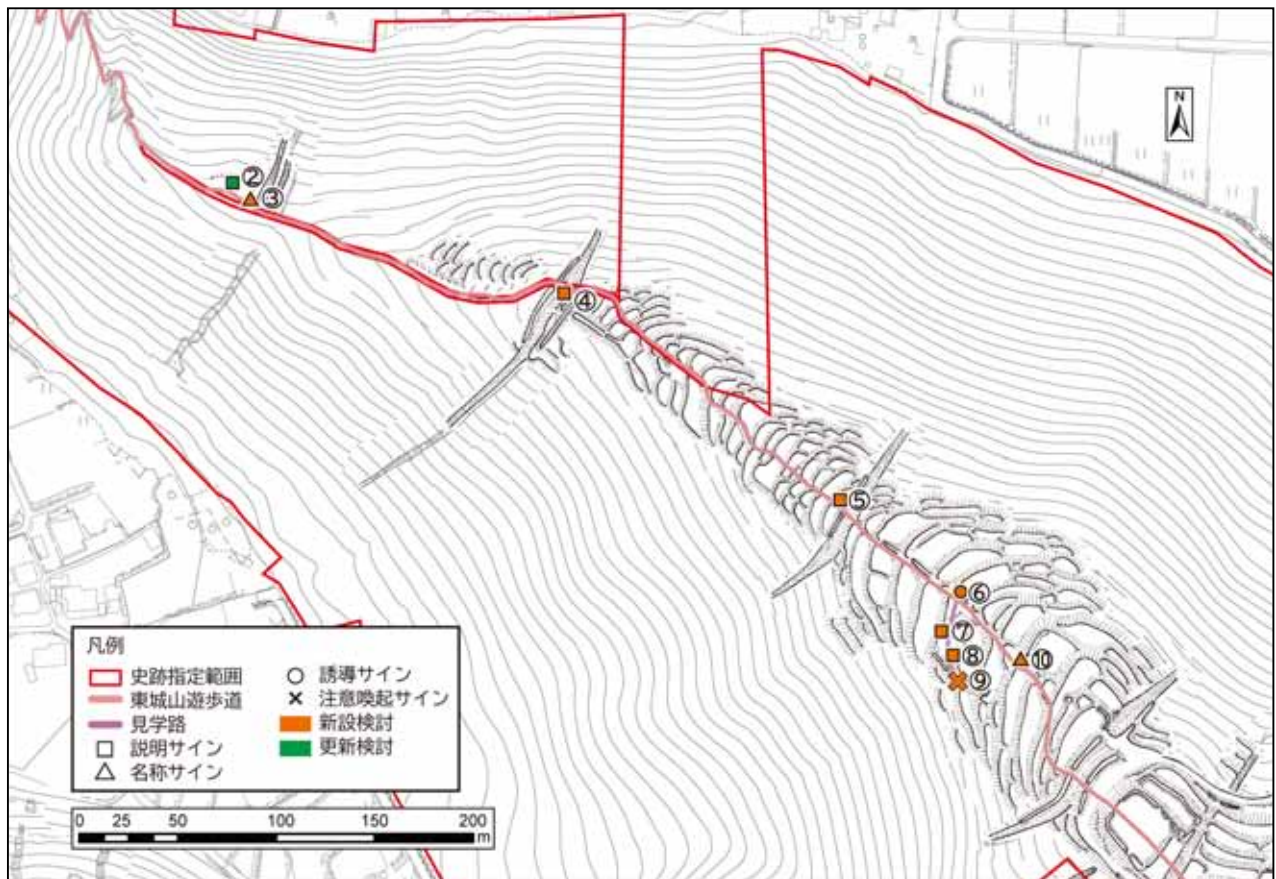 N
②
③
④
⑤
⑥
⑦
⑧
⑩
⑨
凡例
史跡指定範囲
東城山遊歩道
見学路
説明サイン
名称サイン
誘導サイン
注意喚起サイン
新設検討
更新検討
0 25 50 100 150 200
m